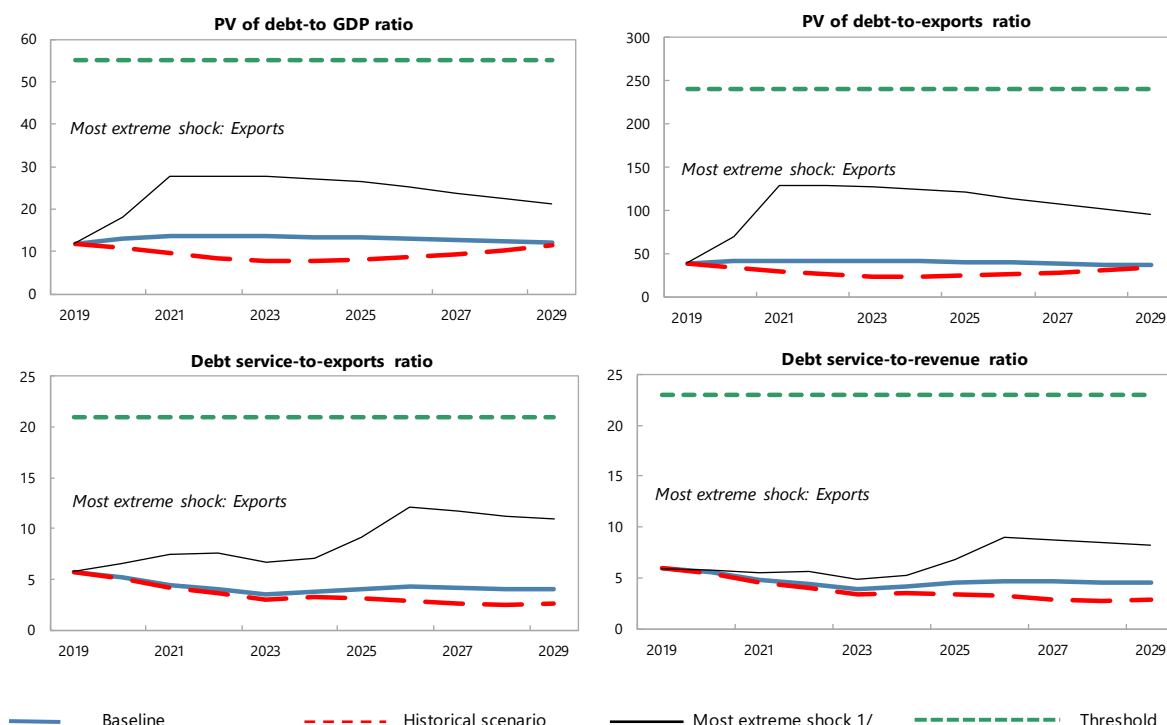 PV of debt-to GDP ratio
60
50
40
30
20
10
0
Most extreme shock: Exports
2019 2021 2023 2025 2027 2029
PV of debt-to-exports ratio
300
250
200
150
100
50
0
Most extreme shock: Exports
2019 2021 2023 2025 2027 2029
Debt service-to-exports ratio
25
20
15
10
5
0
Most extreme shock: Exports
2019 2021 2023 2025 2027 2029
Debt service-to-revenue ratio
25
20
15
10
5
0
Most extreme shock: Exports
2019 2021 2023 2025 2027 2029
Baseline Historical scenario Most extreme shock 1/ Threshold